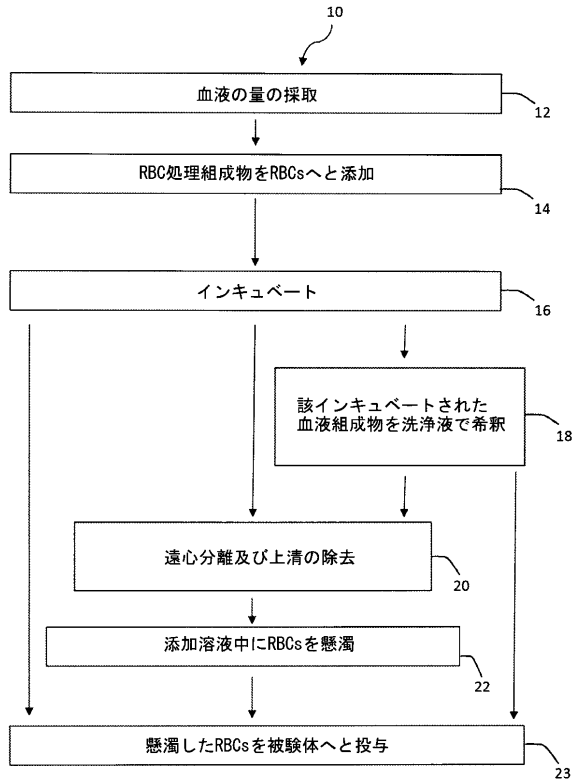 10
血液の量の採取
12
RBC処理組成物をRBCsへと添加
14
インキュベート
16
該インキュベートされた
血液組成物を洗浄液で希釈
18
遠心分離及び上清の除去
20
添加溶液中にRBCsを懸濁
22
懸濁したRBCsを被験体へと投与
23